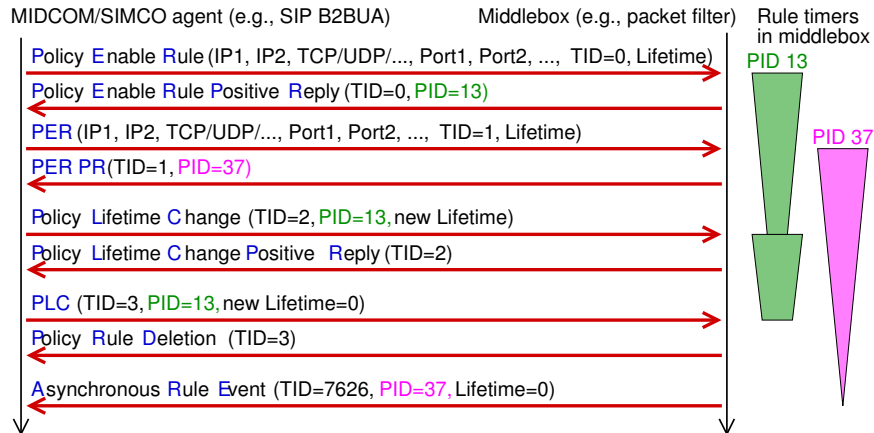 MIDCOM/SIMCO agent (e.g., SIP B2BUA) Middlebox (e.g., packet filter) Rule timers
in middlebox
Policy Enable Rule (IP1, IP2, TCP/UDP/..., Port1, Port2, ..., TID=0, Lifetime) PID 13
Policy Enable Rule Positive Reply (TID=0, PID=13)
PER (IP1, IP2, TCP/UDP/..., Port1, Port2, ..., TID=1, Lifetime) PID 37
PER PR(TID=1, PID=37)
Policy Lifetime Change (TID=2, PID=13, new Lifetime)
Policy Lifetime Change Positive Reply (TID=2)
PLC (TID=3, PID=13, new Lifetime=0)
Policy Rule Deletion (TID=3)
Asynchronous Rule Event (TID=7626, PID=37, Lifetime=0)